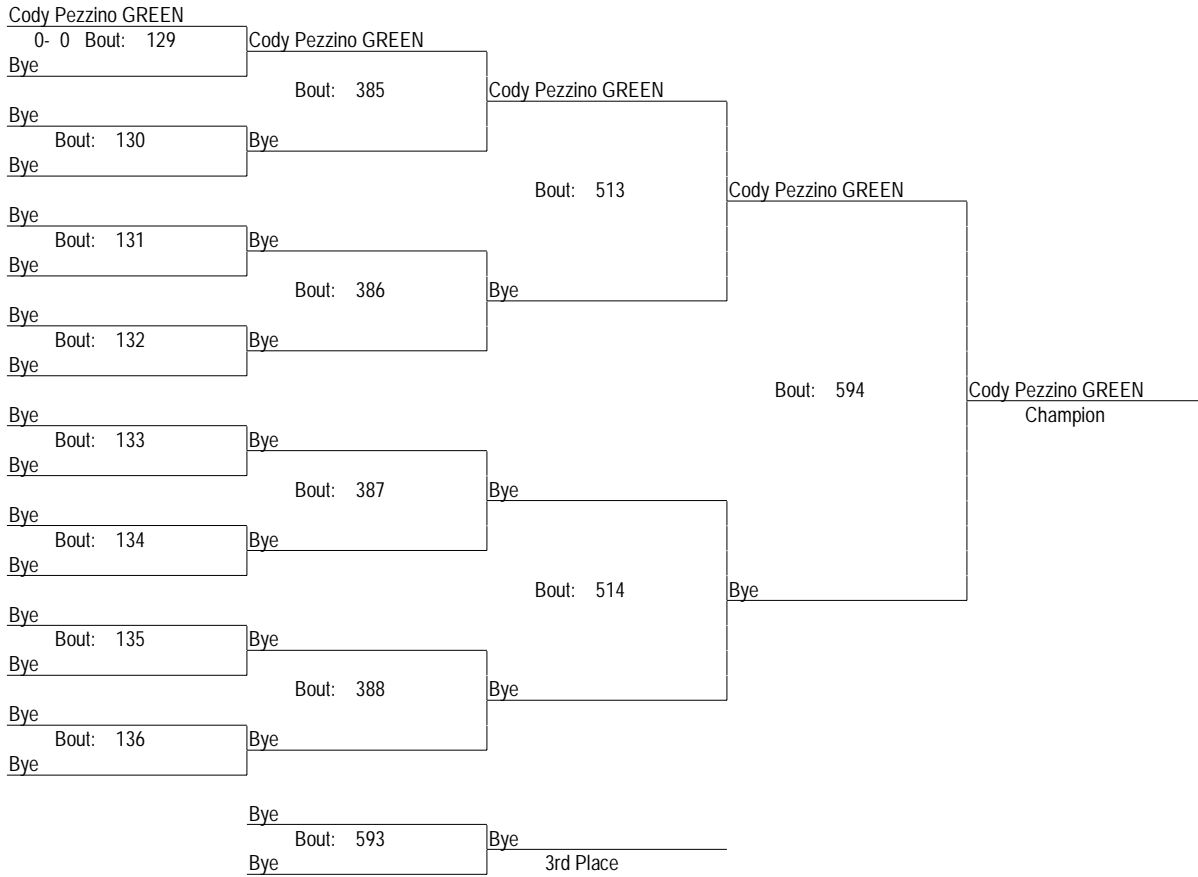 Cody Pezzino GREEN
0- 0 Bout: 129 Cody Pezzino GREEN
Bye
Bout: 385 Cody Pezzino GREEN
Bye
Bout: 130 Bye
Bye
Bout: 513 Cody Pezzino GREEN
Bye
Bout: 131 Bye
Bye
Bout: 386 Bye
Bye
Bout: 132 Bye
Bye
Bout: 594 Cody Pezzino GREEN
Bye Champion
Bout: 133 Bye
Bye
Bout: 387 Bye
Bye
Bout: 134 Bye
Bye
Bout: 514 Bye
Bye
Bout: 135 Bye
Bye
Bout: 388 Bye
Bye
Bout: 136 Bye
Bye
Bye
Bout: 593 Bye
Bye 3rd Place